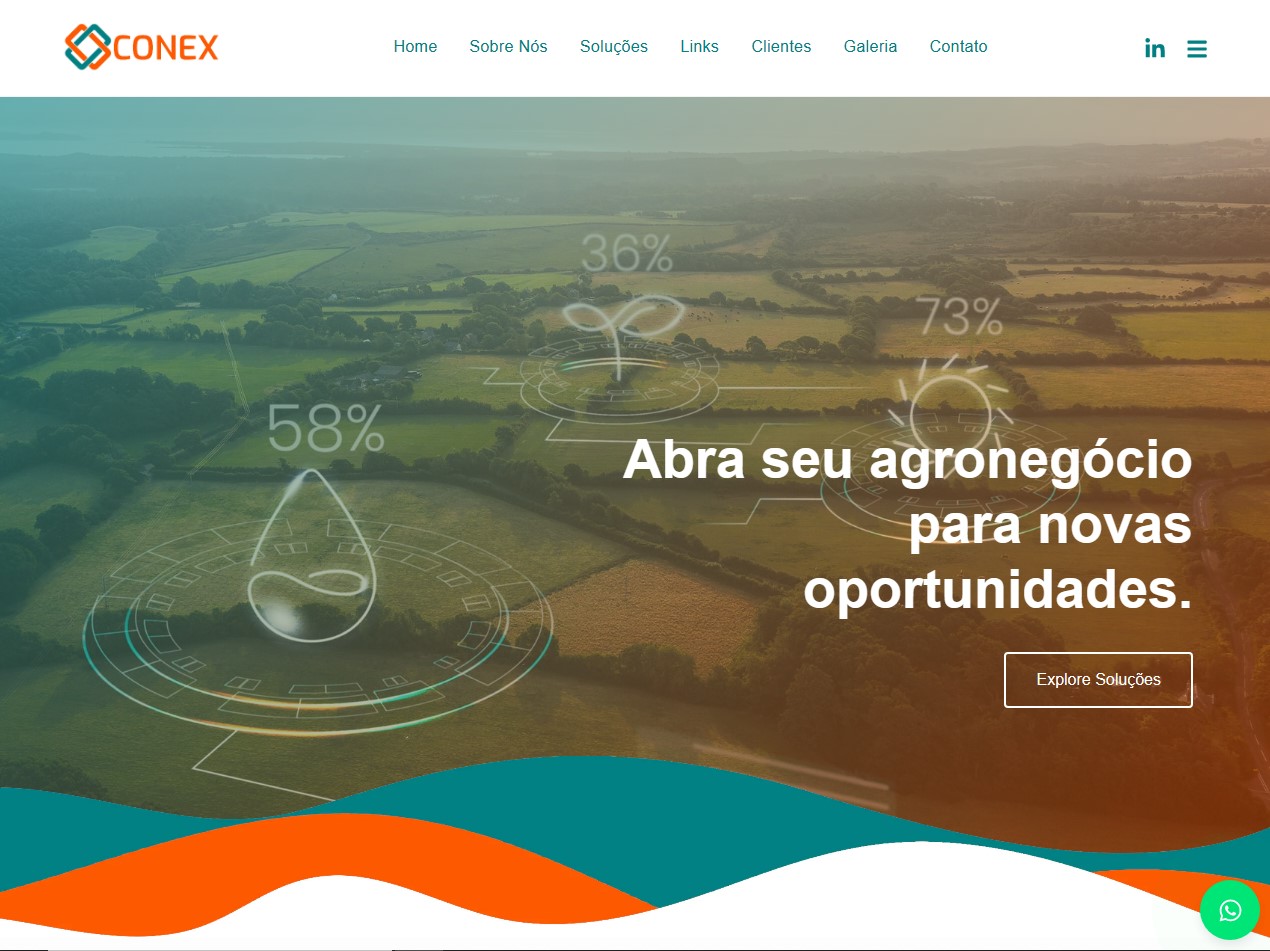 CONEX
Home Sobre Nós Soluções Links Clientes Galeria Contato
in
36%
73%
58%
Abra seu agronegócio
para novas
oportunidades.
Explore Soluções